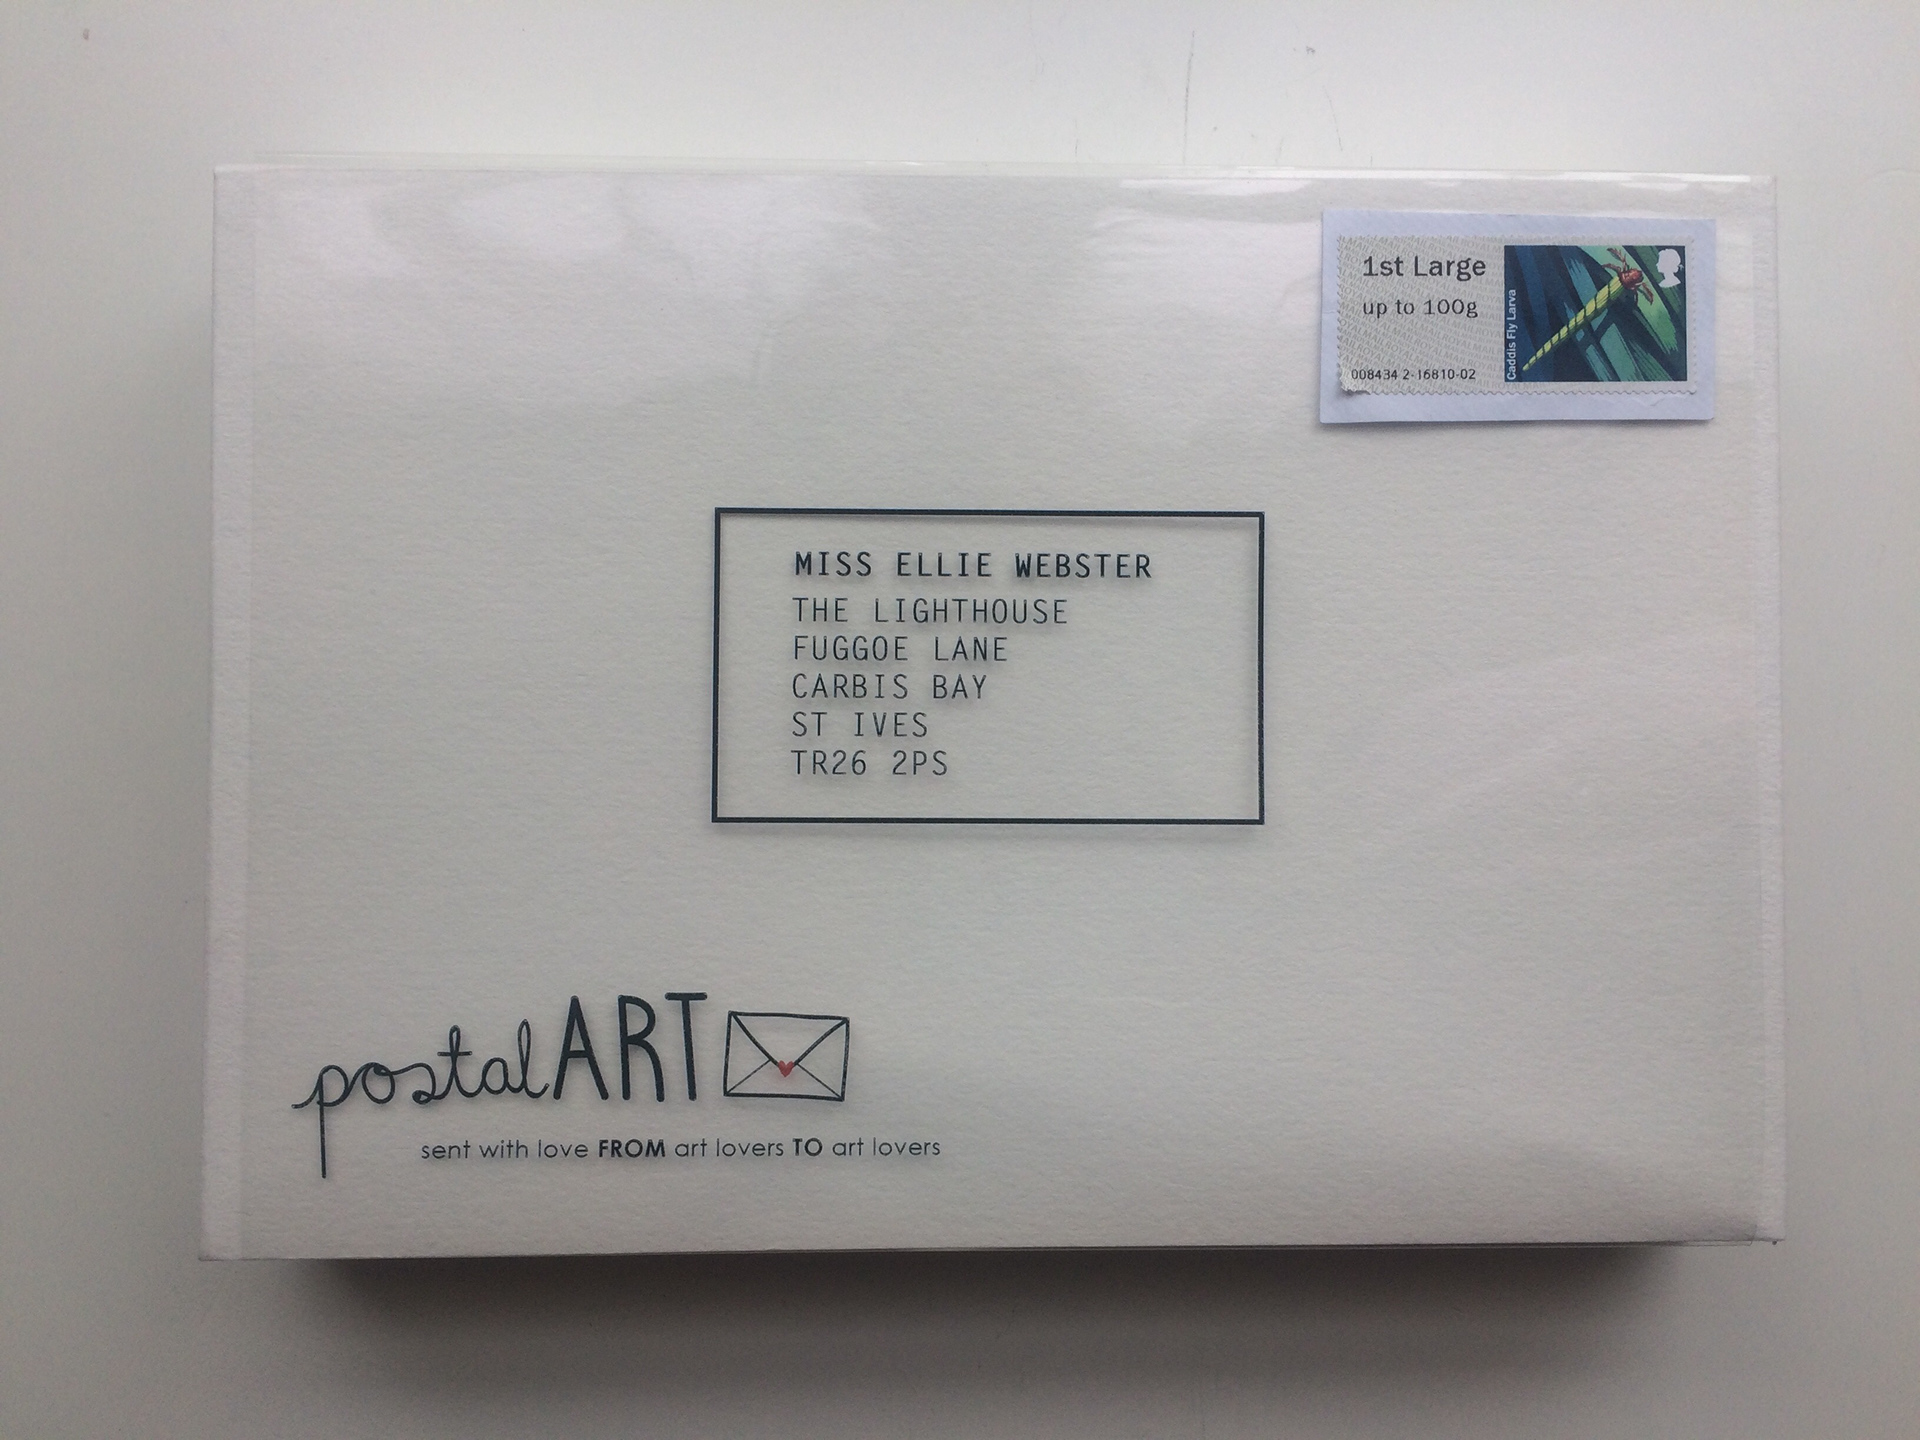 1st Large
up to 100g
008434 2-16810-02
Caddis Fly Larva
MISS ELLIE WEBSTER
THE LIGHTHOUSE
FUGGOE LANE
CARBIS BAY
ST IVES
TR26 2PS
postalART
sent with love FROM art lovers TO art lovers